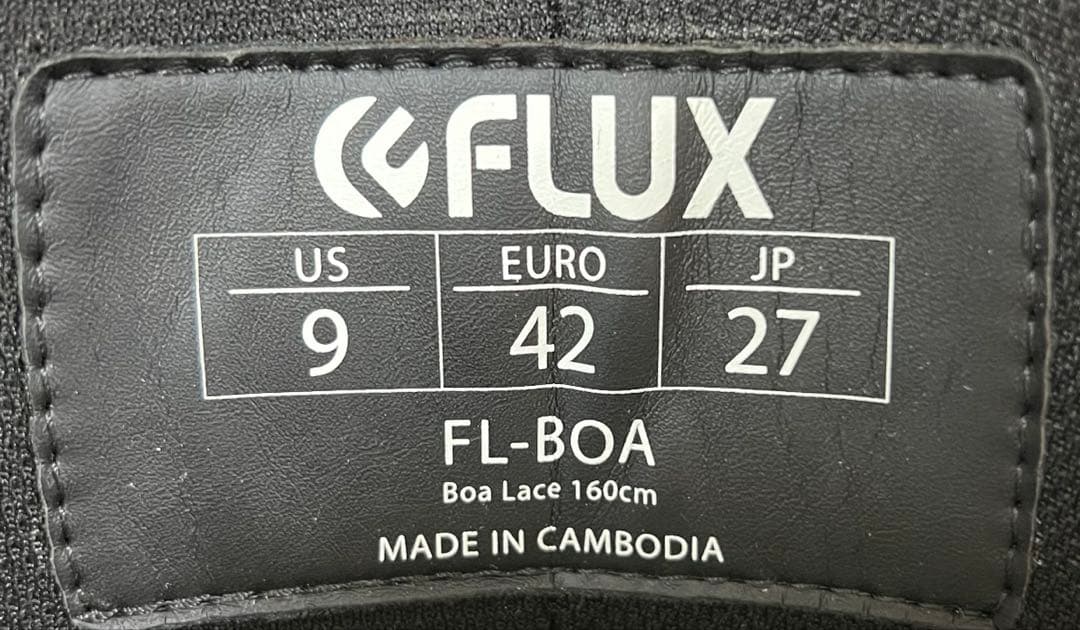 FLUX
US EURO JP
9 42 27
FL-BOA
Boa Lace 160cm
MADE IN CAMBODIA